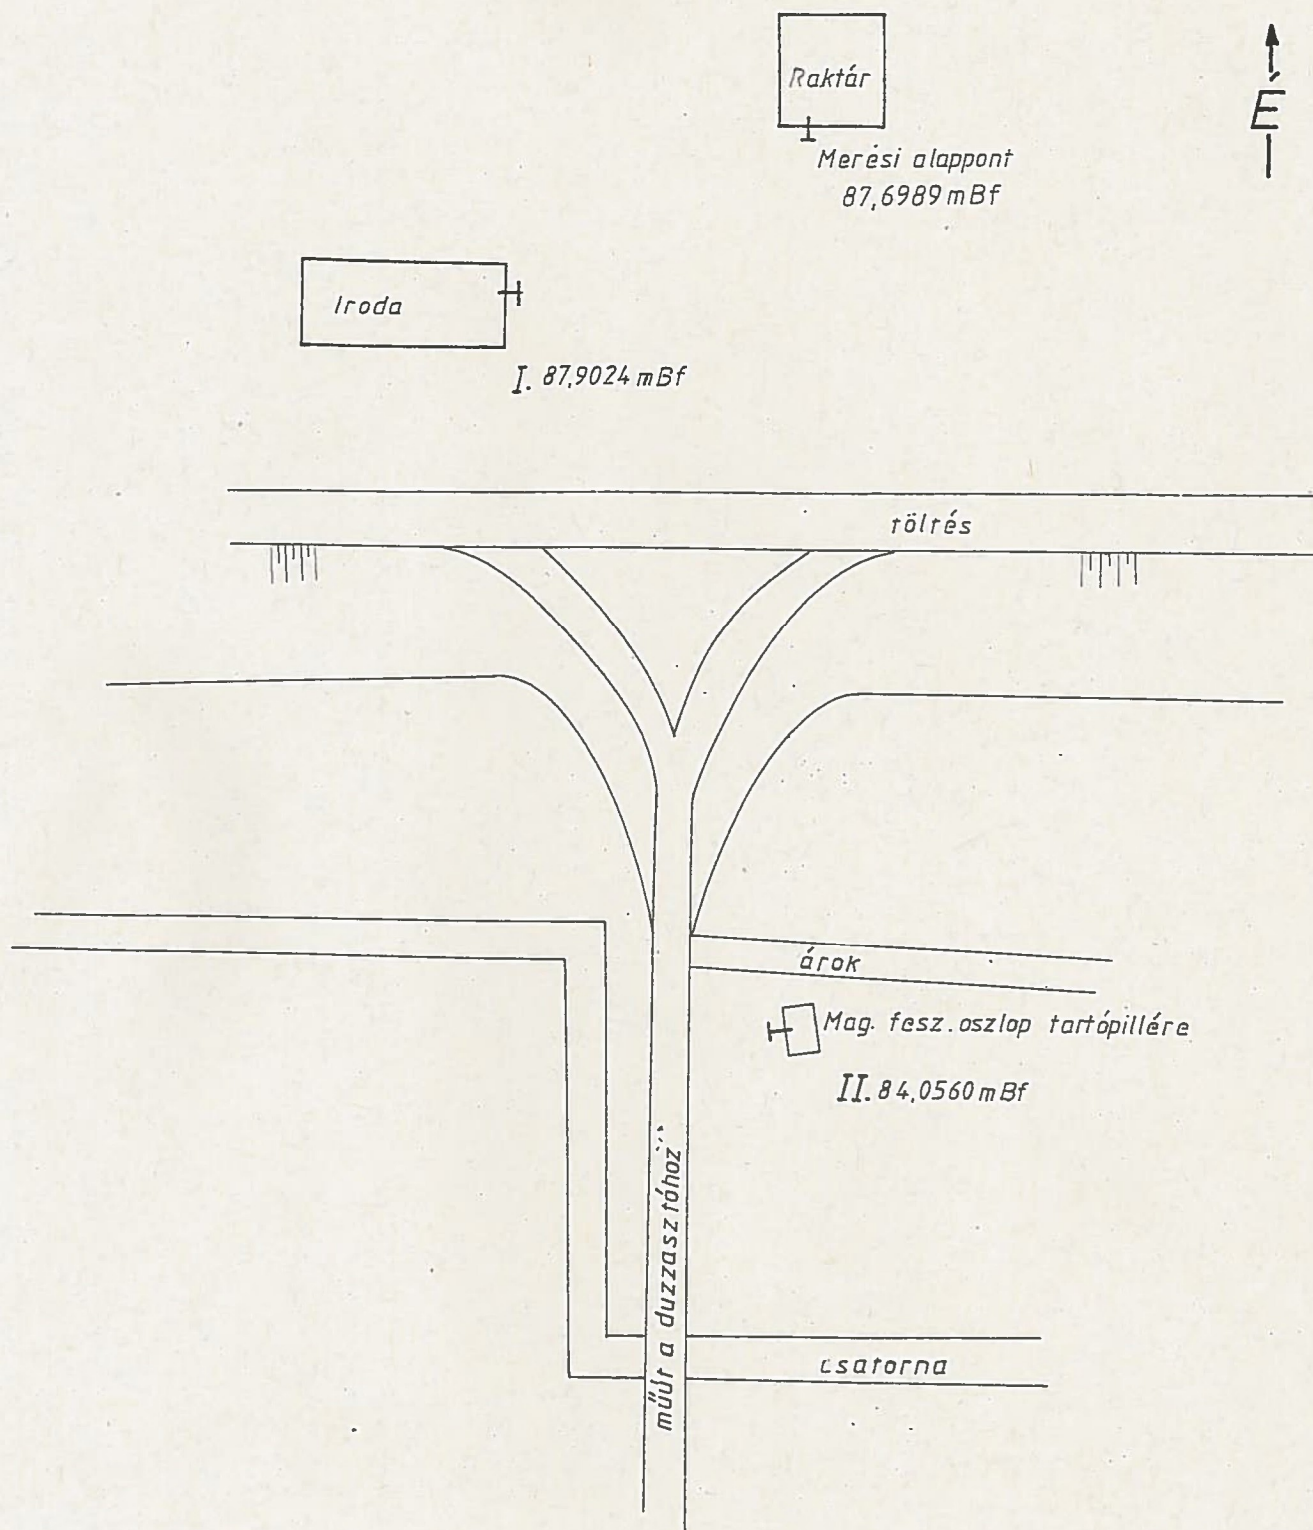 Raktár
É
Merési alappont
87,6989 mBf
Iroda
I. 87,9024 mBf
töltés
árok
Mag. fesz. oszlop tartópillére
II. 84,0560 mBf
műút a duzzasztóhoz
csatorna